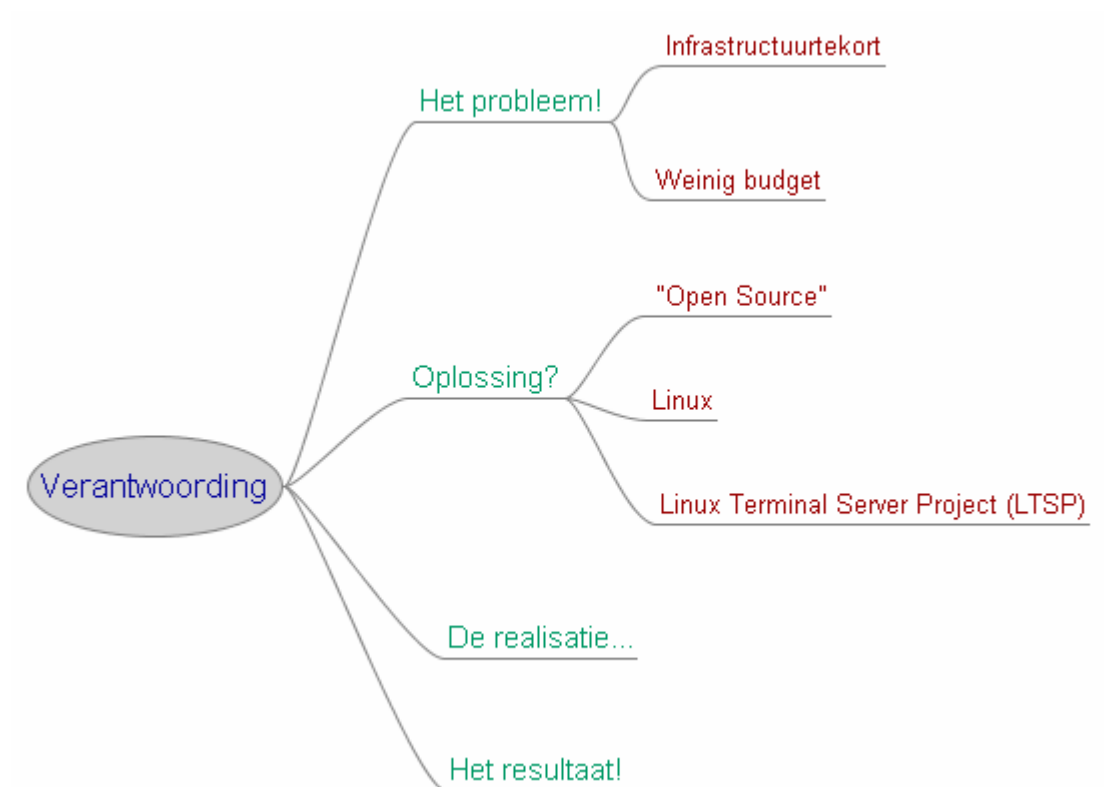 Verantwoording
Het probleem!
Infrastructuurtekort
Weinig budget
Oplossing?
"Open Source"
Linux
Linux Terminal Server Project (LTSP)
De realisatie...
Het resultaat!